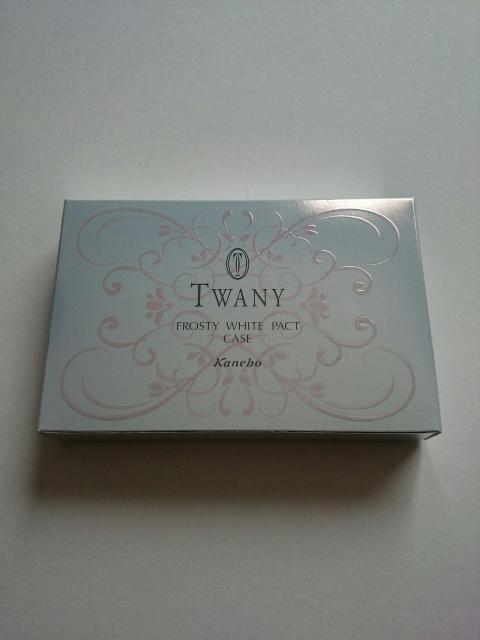 TWANY
FROSTY WHITE PACT
CASE
Kanebo